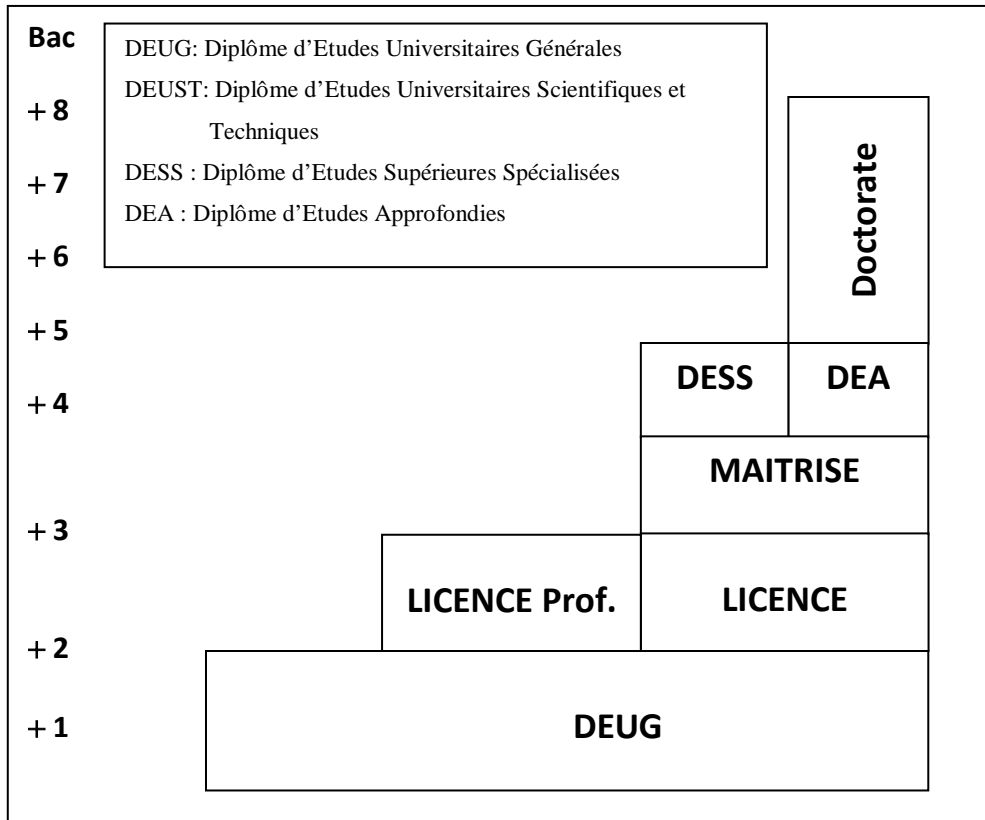 Bac
DEUG: Diplôme d'Etudes Universitaires Générales
DEUST: Diplôme d'Etudes Universitaires Scientifiques et
Techniques
DESS : Diplôme d'Etudes Supérieures Spécialisées
DEA : Diplôme d'Etudes Approfondies
+ 8
+ 7
+ 6
+ 5
+ 4
+ 3
+ 2
+ 1
Doctorate
DESS
DEA
MAITRISE
LICENCE Prof.
LICENCE
DEUG